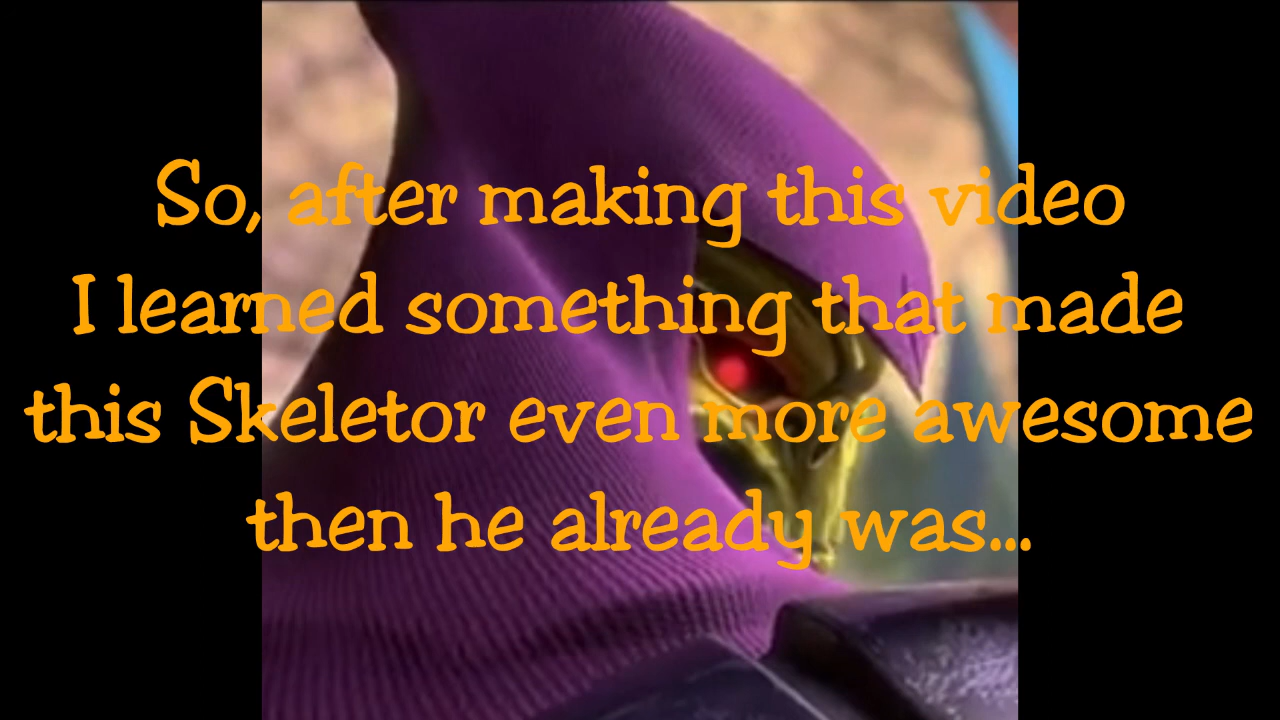 So, after making this video
I learned something that made
this Skeletor even more awesome
then he already was...